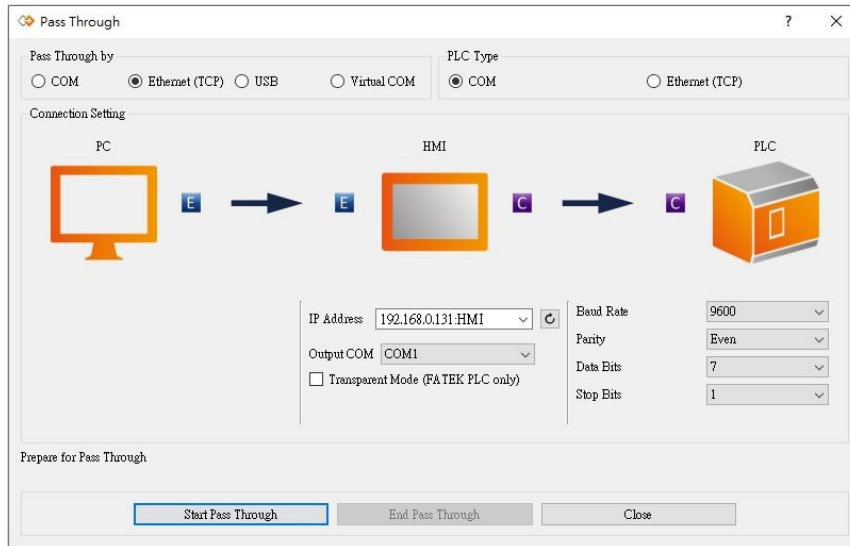 Pass Through
?
Pass Through by
COM
Ethernet (TCP)
USB
Virtual COM
PLC Type
COM
Ethernet (TCP)
Connection Setting
PC
HMI
PLC
E
E
C
C
IP Address
192.168.0.131:HMI
Output COM
COM1
Transparent Mode (FATEK PLC only)
Baud Rate
9600
Parity
Even
Data Bits
7
Stop Bits
1
Prepare for Pass Through
Start Pass Through
End Pass Through
Close